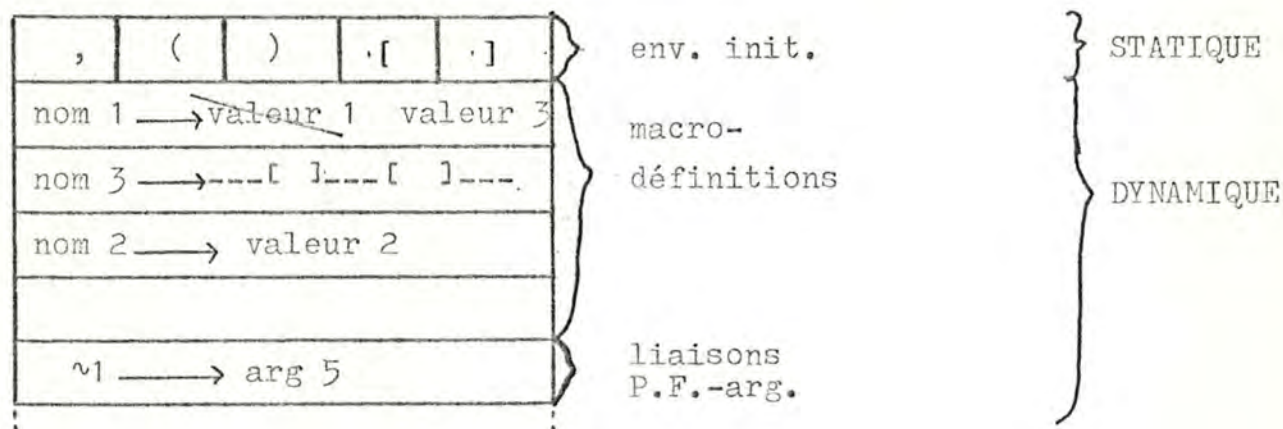 , ( ) .[ .] env. init. STATIQUE
nom 1 → valeur 1 valeur 3
macro-
nom 3 → ---[ ]---[ ]---. définitions DYNAMIQUE
nom 2 → valeur 2
~1 → arg 5 liaisons
P.F.-arg.